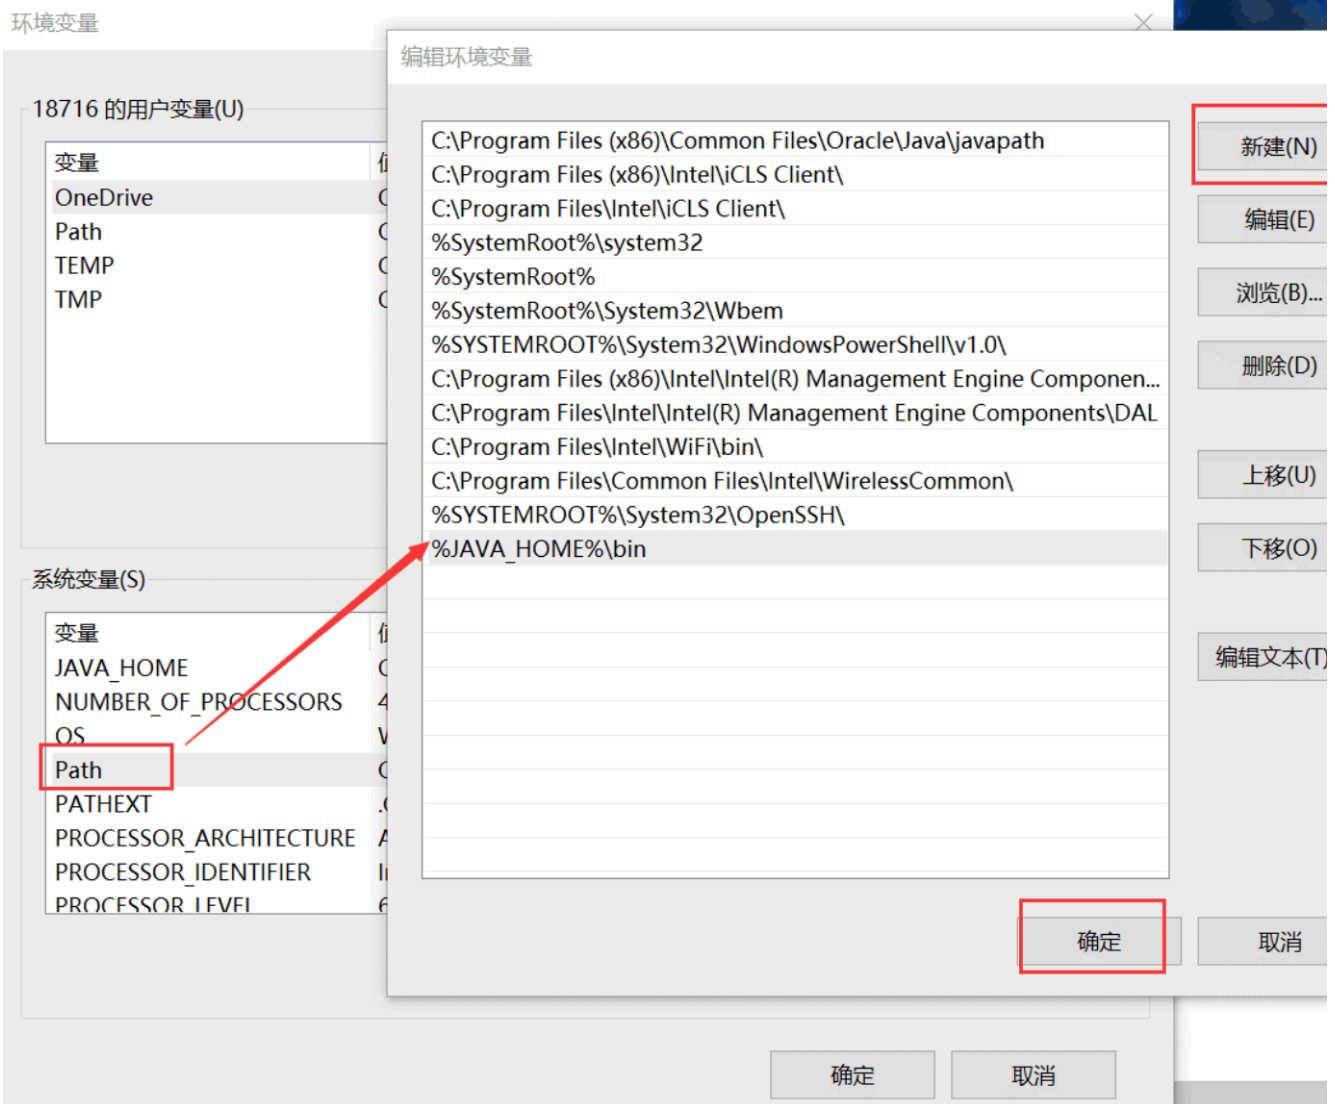 环境变量
编辑环境变量
18716 的用户变量(U)
变量
OneDrive
Path
TEMP
TMP
C:\Program Files (x86)\Common Files\Oracle\Java\javapath
C:\Program Files (x86)\Intel\iCLS Client\
C:\Program Files\Intel\iCLS Client\
%SystemRoot%\system32
%SystemRoot%
%SystemRoot%\System32\Wbem
%SYSTEMROOT%\System32\WindowsPowerShell\v1.0\
C:\Program Files (x86)\Intel\Intel(R) Management Engine Componen...
C:\Program Files\Intel\Intel(R) Management Engine Components\DAL
C:\Program Files\Intel\WiFi\bin\
C:\Program Files\Common Files\Intel\WirelessCommon\
%SYSTEMROOT%\System32\OpenSSH\
%JAVA_HOME%\bin
新建(N)
编辑(E)
浏览(B)...
删除(D)
上移(U)
下移(O)
编辑文本(T)
系统变量(S)
变量
JAVA_HOME
NUMBER_OF_PROCESSORS
OS
Path
PATHEXT
PROCESSOR_ARCHITECTURE
PROCESSOR_IDENTIFIER
PROCESSOR_LEVEL
确定
取消
确定
取消